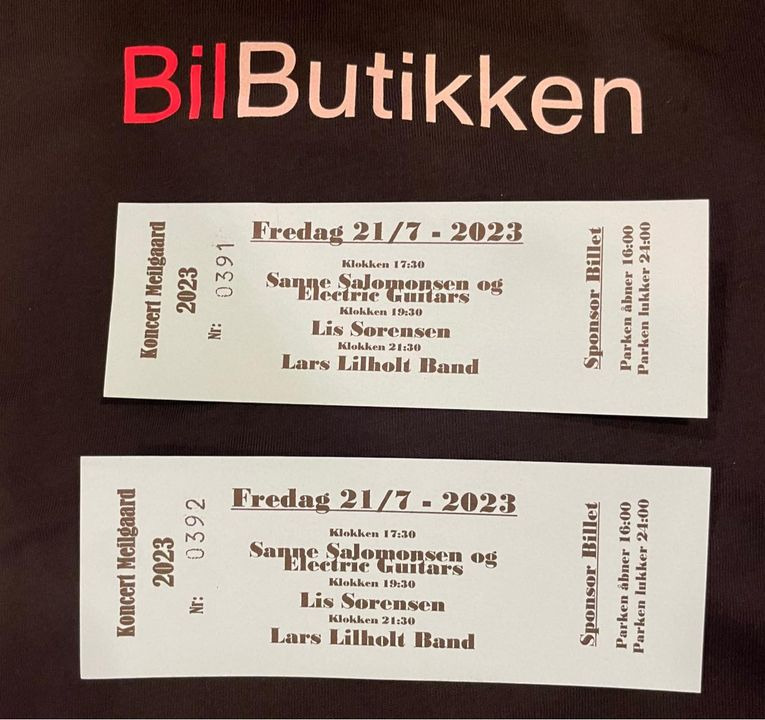 BilButikken
Koncert Meilgaard
2023
Nr: 0391
Fredag 21/7 - 2023
Klokken 17:30
Sanne Salomonsen og
Electric Guitars
Klokken 19:30
Lis Sørensen
Klokken 21:30
Lars Lilholt Band
Sponsor Billet
Parken åbner 16:00
Parken lukker 24:00
Koncert Meilgaard
2023
Nr: 0392
Fredag 21/7 - 2023
Klokken 17:30
Sanne Salomonsen og
Electric Guitars
Klokken 19:30
Lis Sørensen
Klokken 21:30
Lars Lilholt Band
Sponsor Billet
Parken åbner 16:00
Parken lukker 24:00